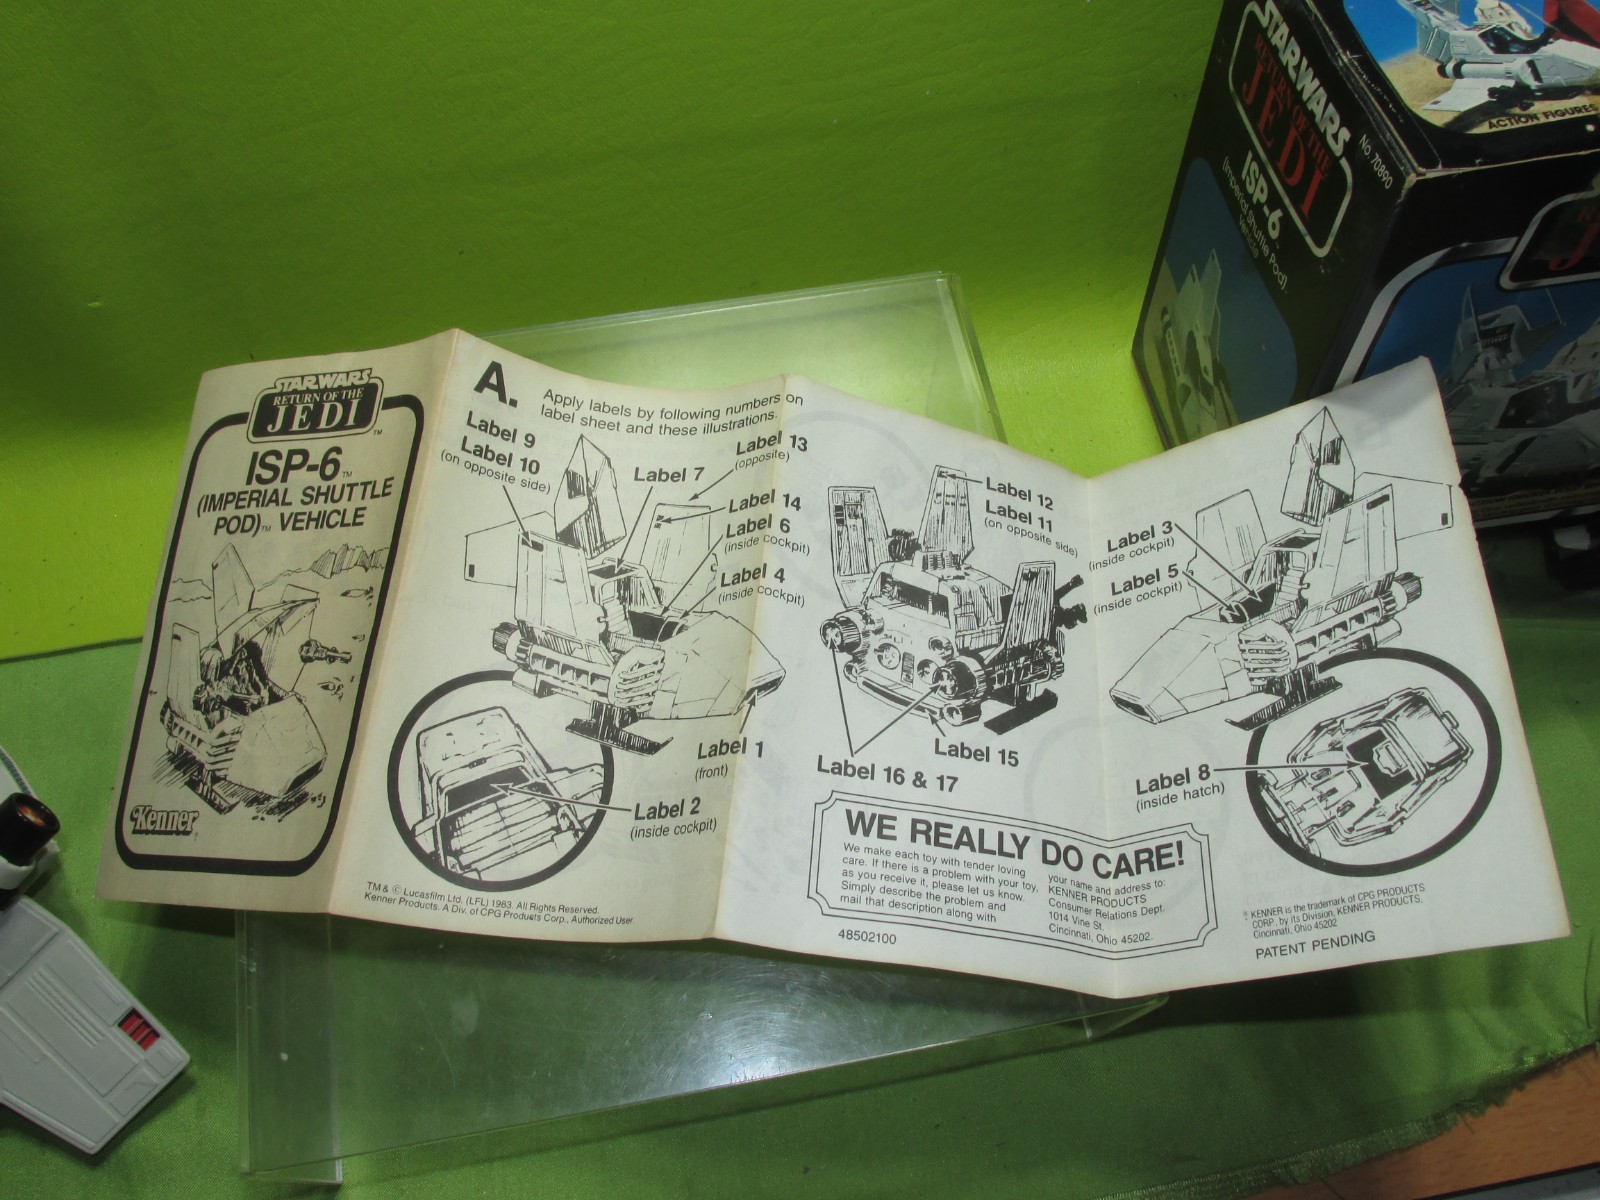 STAR WARS
RETURN OF THE
JEDI
TM
ISP-6 TM
(IMPERIAL SHUTTLE
POD)TM VEHICLE
Kenner
A.
Apply labels by following numbers on
label sheet and these illustrations.
Label 9
Label 10
(on opposite side)
Label 7
Label 13
(opposite)
Label 14
Label 6
(inside cockpit)
Label 4
(inside cockpit)
Label 1
(front)
Label 2
(inside cockpit)
TM & © Lucasfilm Ltd. (LFL) 1983. All Rights Reserved.
Kenner Products. A Div. of CPG Products Corp., Authorized User.
Label 12
Label 11
(on opposite side)
Label 15
Label 16 & 17
WE REALLY DO CARE!
We make each toy with tender loving
care. If there is a problem with your toy,
as you receive it, please let us know.
Simply describe the problem and
mail that description along with
your name and address to:
KENNER PRODUCTS
Consumer Relations Dept.
1014 Vine St.
Cincinnati, Ohio 45202.
48502100
Label 3
(inside cockpit)
Label 5
(inside cockpit)
Label 8
(inside hatch)
KENNER is the trademark of CPG PRODUCTS
CORP. by its Division, KENNER PRODUCTS,
Cincinnati, Ohio 45202
PATENT PENDING
STAR WARS
RETURN OF THE
JEDI
No. 70890
ISP-6
(Imperial Shuttle Pod)
Vehicle
ACTION FIGURES